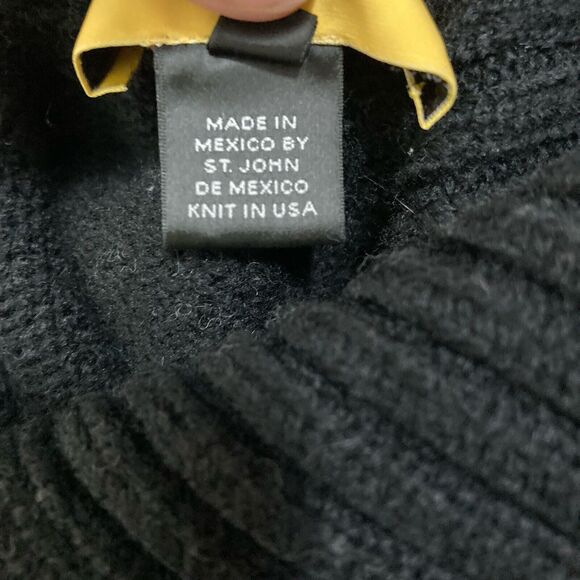 MADE IN
MEXICO BY
ST. JOHN
DE MEXICO
KNIT IN USA